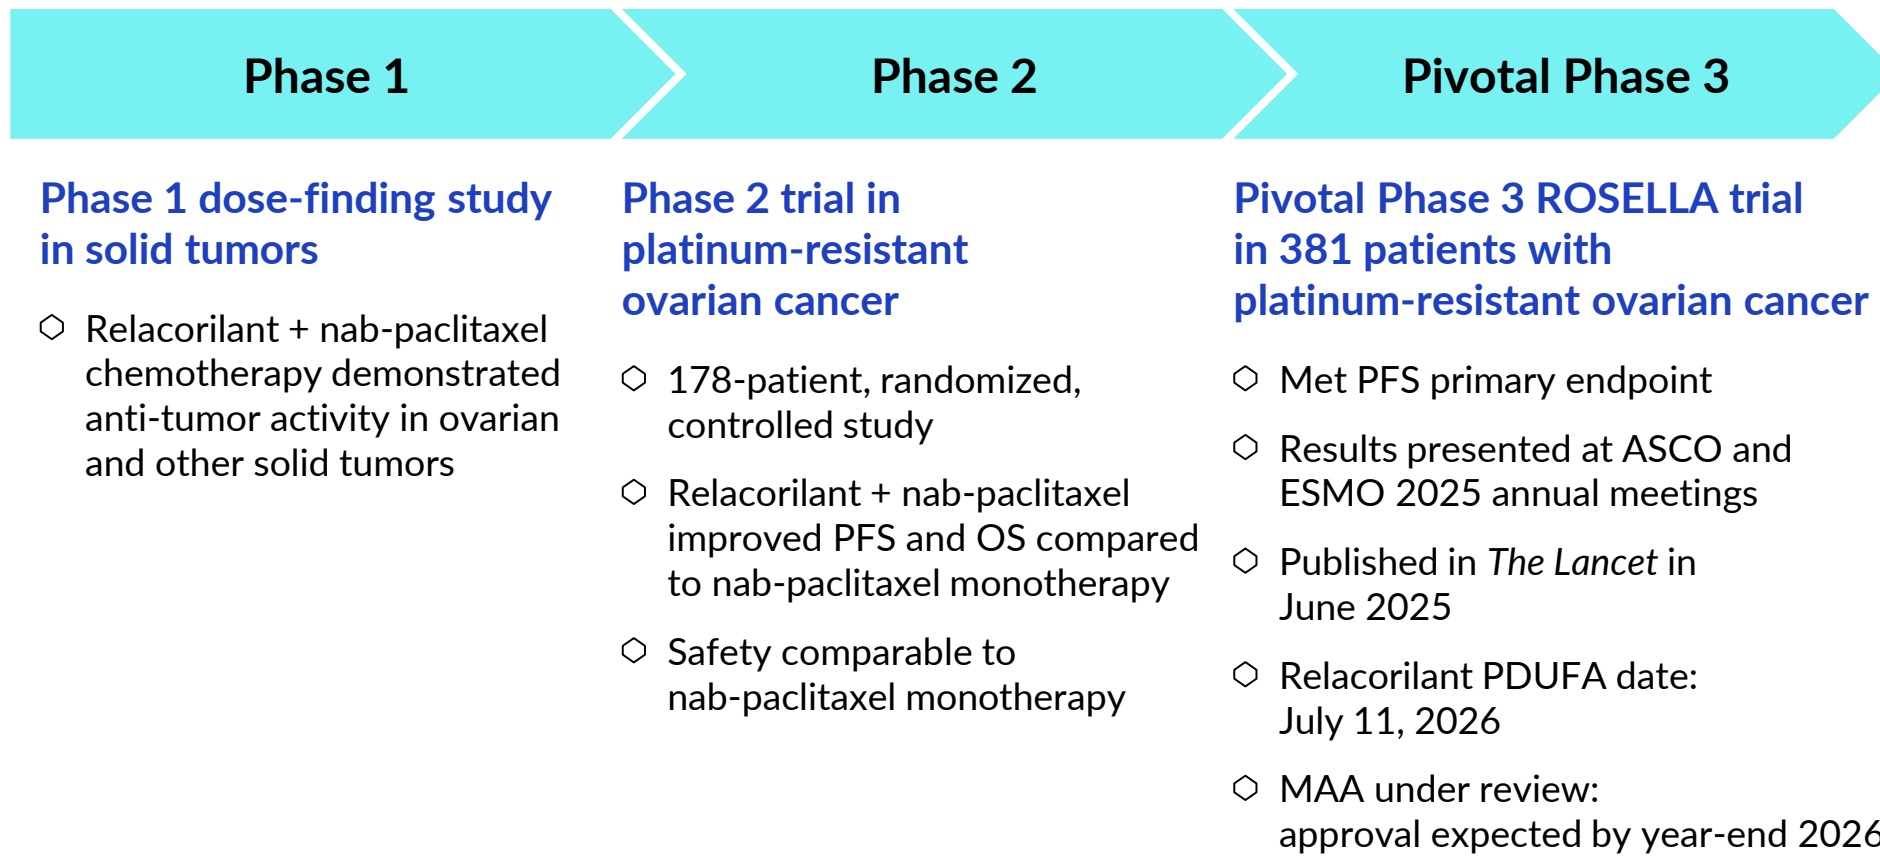 Phase 1
Phase 2
Pivotal Phase 3
Phase 1 dose-finding study
in solid tumors
Relacorilant + nab-paclitaxel
chemotherapy demonstrated
anti-tumor activity in ovarian
and other solid tumors
Phase 2 trial in
platinum-resistant
ovarian cancer
178-patient, randomized,
controlled study
Relacorilant + nab-paclitaxel
improved PFS and OS compared
to nab-paclitaxel monotherapy
Safety comparable to
nab-paclitaxel monotherapy
Pivotal Phase 3 ROSELLA trial
in 381 patients with
platinum-resistant ovarian cancer
Met PFS primary endpoint
Results presented at ASCO and
ESMO 2025 annual meetings
Published in The Lancet in
June 2025
Relacorilant PDUFA date:
July 11, 2026
MAA under review:
approval expected by year-end 2026